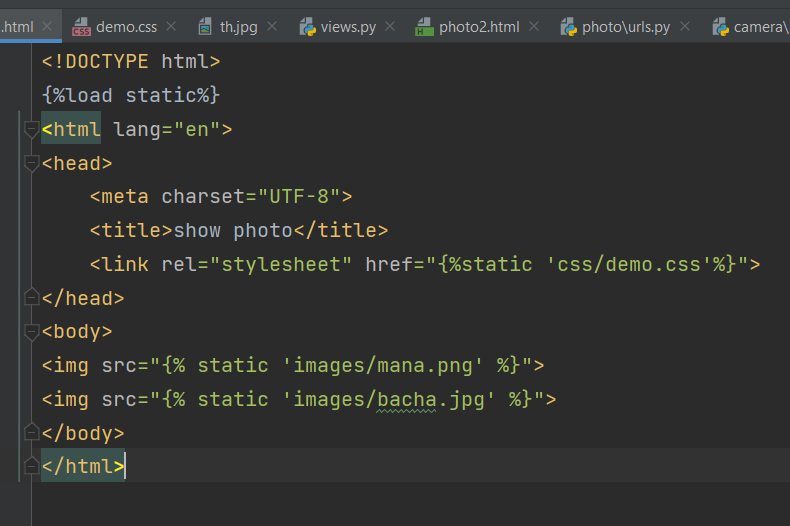 .html demo.css th.jpg views.py photo2.html photo\urls.py camera\
<!DOCTYPE html>
{%load static%}
<html lang="en">
<head>
    <meta charset="UTF-8">
    <title>show photo</title>
    <link rel="stylesheet" href="{%static 'css/demo.css'%}">
</head>
<body>
<img src="{% static 'images/mana.png' %}">
<img src="{% static 'images/bacha.jpg' %}">
</body>
</html>